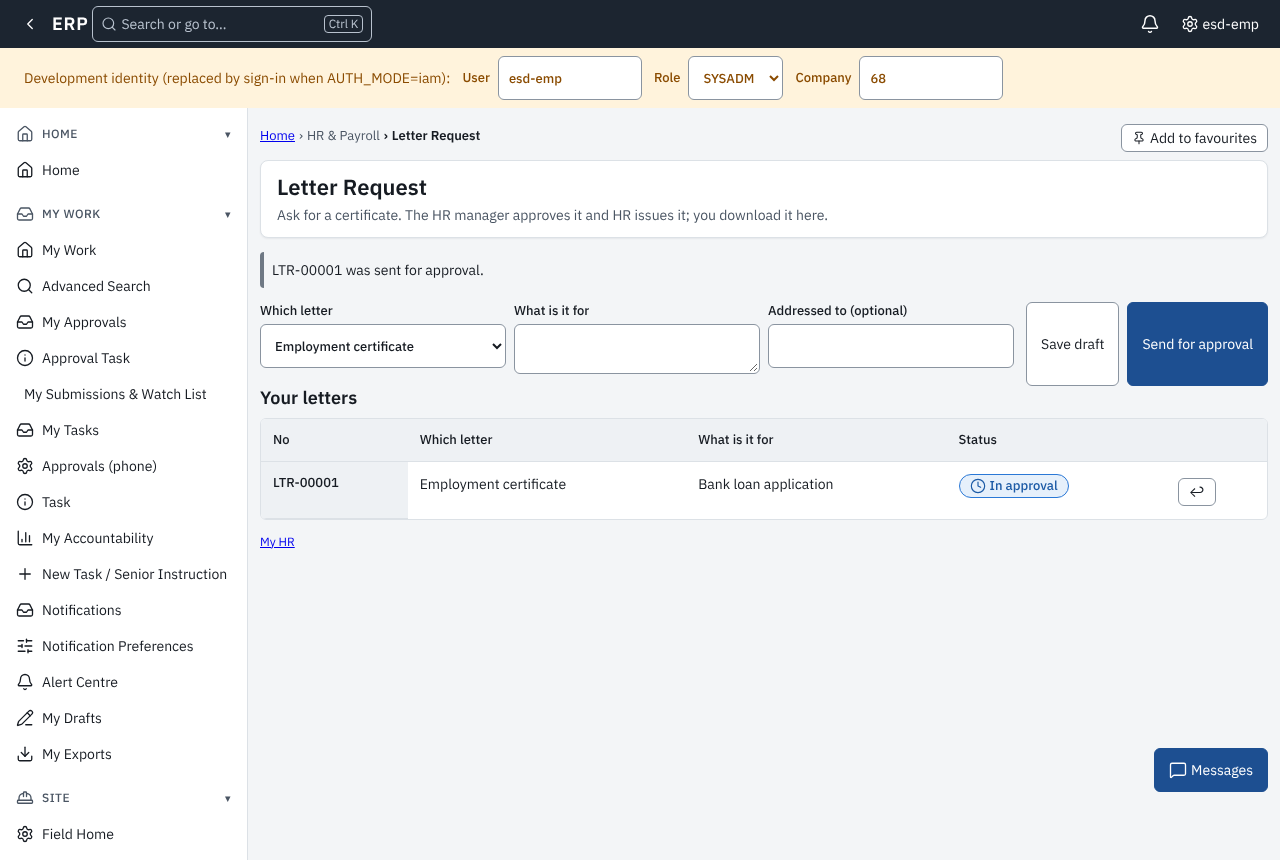 ERP
Search or go to...
Ctrl K
esd-emp
Development identity (replaced by sign-in when AUTH_MODE=iam): User esd-emp Role SYSADM Company 68
HOME
Home
MY WORK
My Work
Advanced Search
My Approvals
Approval Task
My Submissions & Watch List
My Tasks
Approvals (phone)
Task
My Accountability
New Task / Senior Instruction
Notifications
Notification Preferences
Alert Centre
My Drafts
My Exports
SITE
Field Home
Home › HR & Payroll › Letter Request
Add to favourites
Letter Request
Ask for a certificate. The HR manager approves it and HR issues it; you download it here.
LTR-00001 was sent for approval.
Which letter What is it for Addressed to (optional)
Employment certificate
Save draft
Send for approval
Your letters
No Which letter What is it for Status
LTR-00001 Employment certificate Bank loan application In approval
My HR
Messages